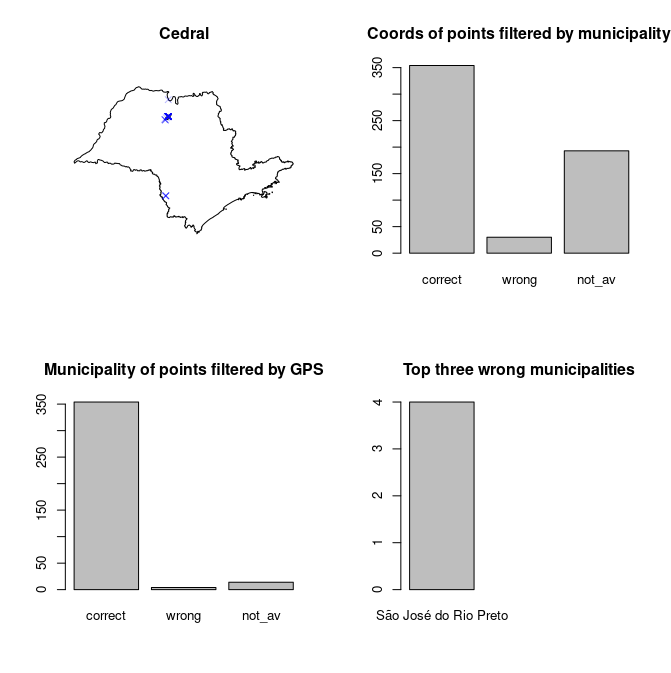 Cedral
Coords of points filtered by municipality
350
250
150
50
0
correct wrong not_av
Municipality of points filtered by GPS
350
250
150
50
0
correct wrong not_av
Top three wrong municipalities
4
3
2
1
0
São José do Rio Preto